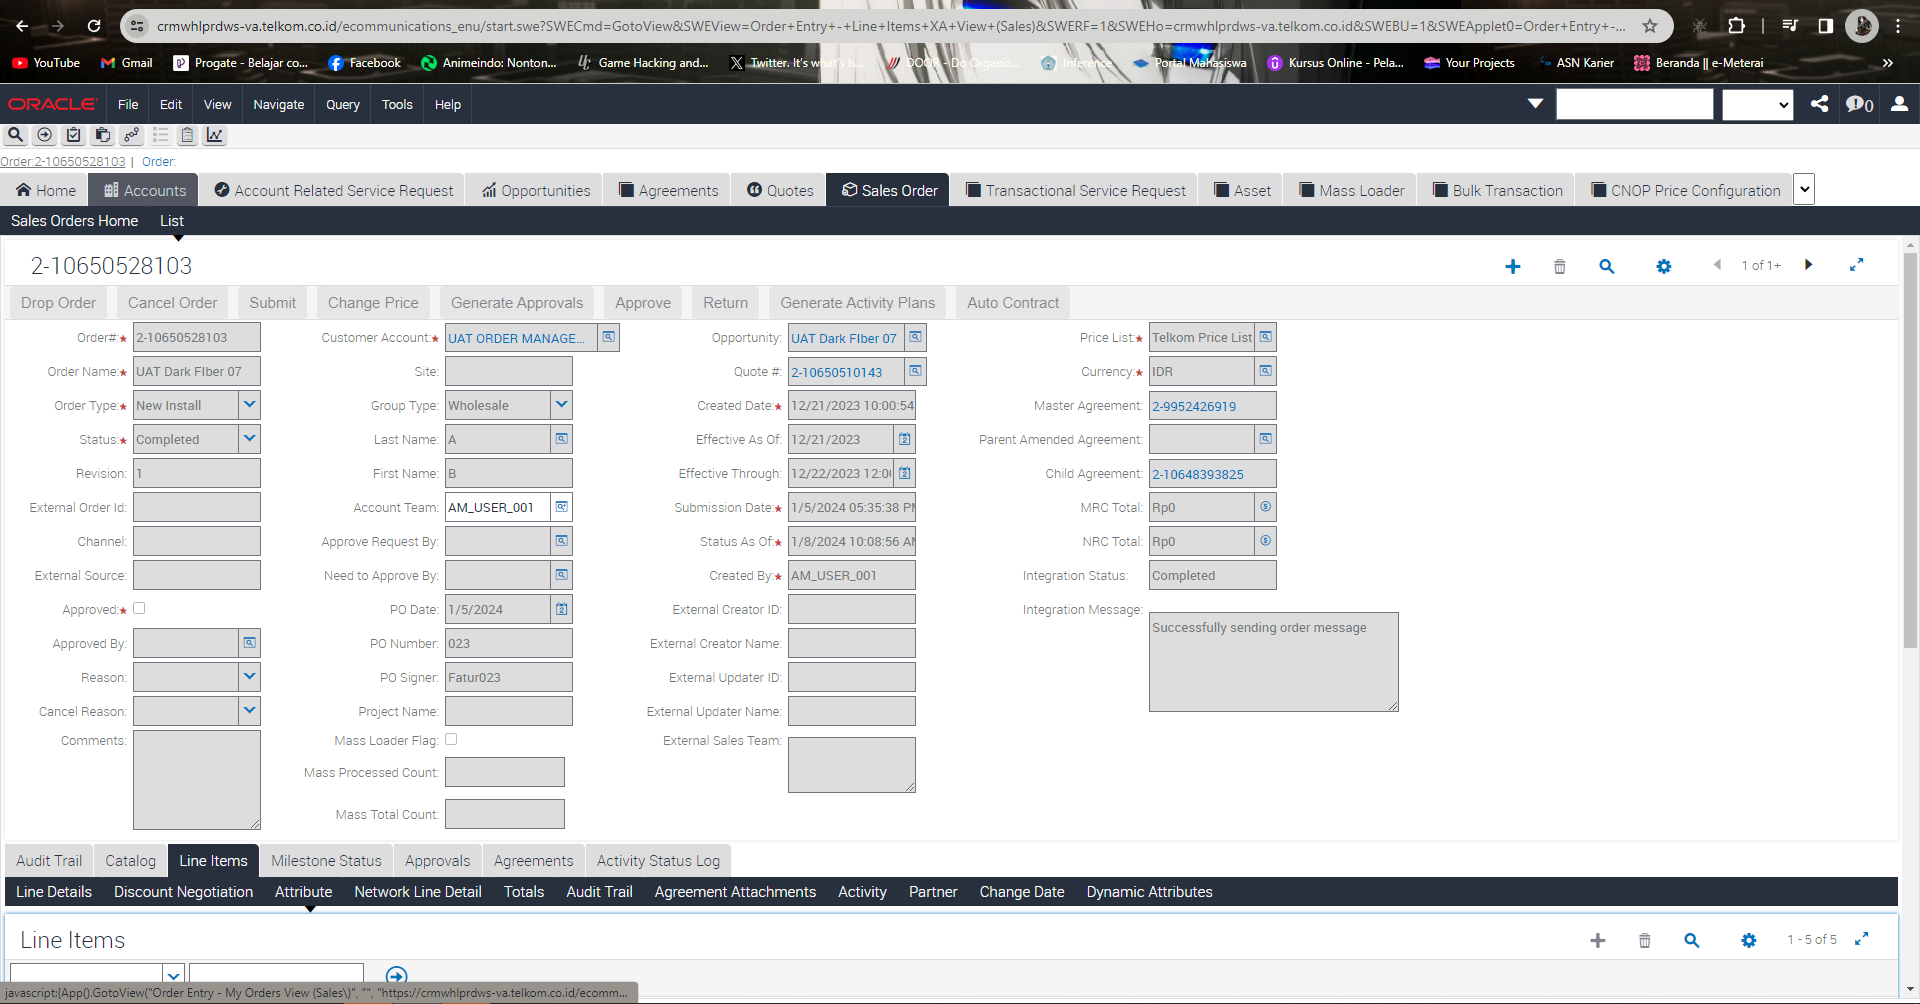 crmwhlprdws-va.telkom.co.id/ecommunications_enu/start.swe?SWECmd=GotoView&SWEView=Order+Entry+-+Line+Items+XA+View+(Sales)&SWERF=1&SWEHo=crmwhlprdws-va.telkom.co.id&SWEBU=1&SWEApplet0=Order+Entry+-...
YouTube Gmail Progate - Belajar co... Facebook Animeindo: Nonton... Game Hacking and... Twitter. It's what's h... DOOR - Do Organiz... Inference Portal Mahasiswa Kursus Online - Pela... Your Projects ASN Karier Beranda || e-Meterai »
ORACLE File Edit View Navigate Query Tools Help 0
Order:2-10650528103 | Order:
Home Accounts Account Related Service Request Opportunities Agreements Quotes Sales Order Transactional Service Request Asset Mass Loader Bulk Transaction CNOP Price Configuration
Sales Orders Home List
2-10650528103 1 of 1+
Drop Order Cancel Order Submit Change Price Generate Approvals Approve Return Generate Activity Plans Auto Contract
Order#:★ 2-10650528103 Customer Account:★ UAT ORDER MANAGE... Opportunity: UAT Dark FIber 07 Price List:★ Telkom Price List
Order Name:★ UAT Dark FIber 07 Site: Quote #: 2-10650510143 Currency:★ IDR
Order Type:★ New Install Group Type: Wholesale Created Date:★ 12/21/2023 10:00:54 Master Agreement: 2-9952426919
Status:★ Completed Last Name: A Effective As Of: 12/21/2023 Parent Amended Agreement:
Revision: 1 First Name: B Effective Through: 12/22/2023 12:0 Child Agreement: 2-10648393825
External Order Id: Account Team: AM_USER_001 Submission Date:★ 1/5/2024 05:35:38 PM MRC Total: Rp0
Channel: Approve Request By: Status As Of:★ 1/8/2024 10:08:56 AM NRC Total: Rp0
External Source: Need to Approve By: Created By:★ AM_USER_001 Integration Status: Completed
Approved:★ PO Date: 1/5/2024 External Creator ID: Integration Message: Successfully sending order message
Approved By: PO Number: 023 External Creator Name:
Reason: PO Signer: Fatur023 External Updater ID:
Cancel Reason: Project Name: External Updater Name:
Comments: Mass Loader Flag: External Sales Team:
Mass Processed Count:
Mass Total Count:
Audit Trail Catalog Line Items Milestone Status Approvals Agreements Activity Status Log
Line Details Discount Negotiation Attribute Network Line Detail Totals Audit Trail Agreement Attachments Activity Partner Change Date Dynamic Attributes
Line Items 1 - 5 of 5
javascript:{App().GotoView("Order Entry - My Orders View (Sales\)", "", "https://crmwhlprdws-va.telkom.co.id/ecomm...